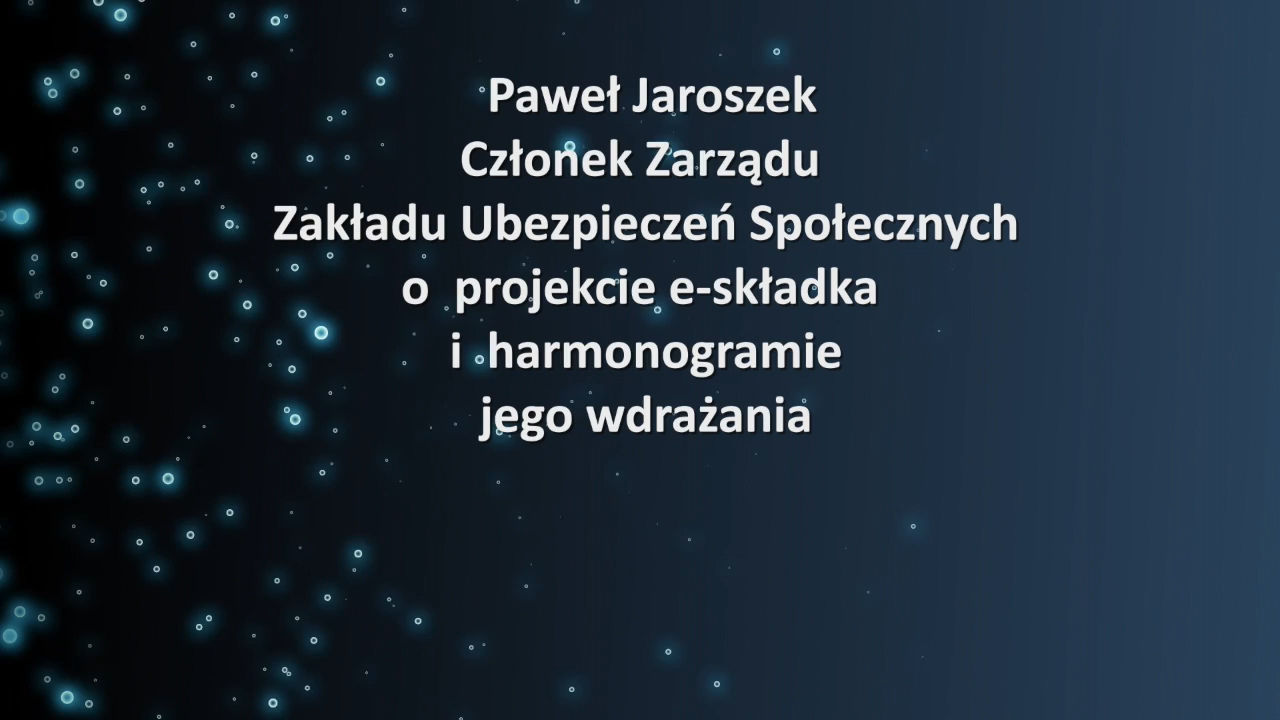 Paweł Jaroszek
Członek Zarządu
Zakładu Ubezpieczeń Społecznych
o projekcie e-składka
i harmonogramie
jego wdrażania